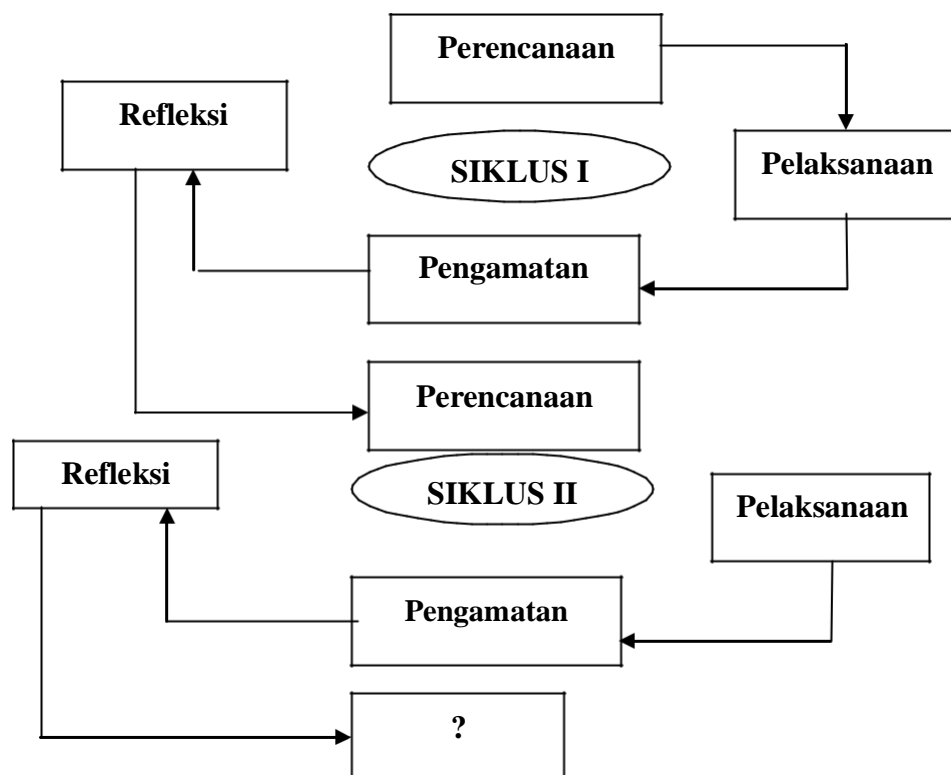 Perencanaan
Refleksi
SIKLUS I
Pelaksanaan
Pengamatan
Perencanaan
Refleksi
SIKLUS II
Pelaksanaan
Pengamatan
?